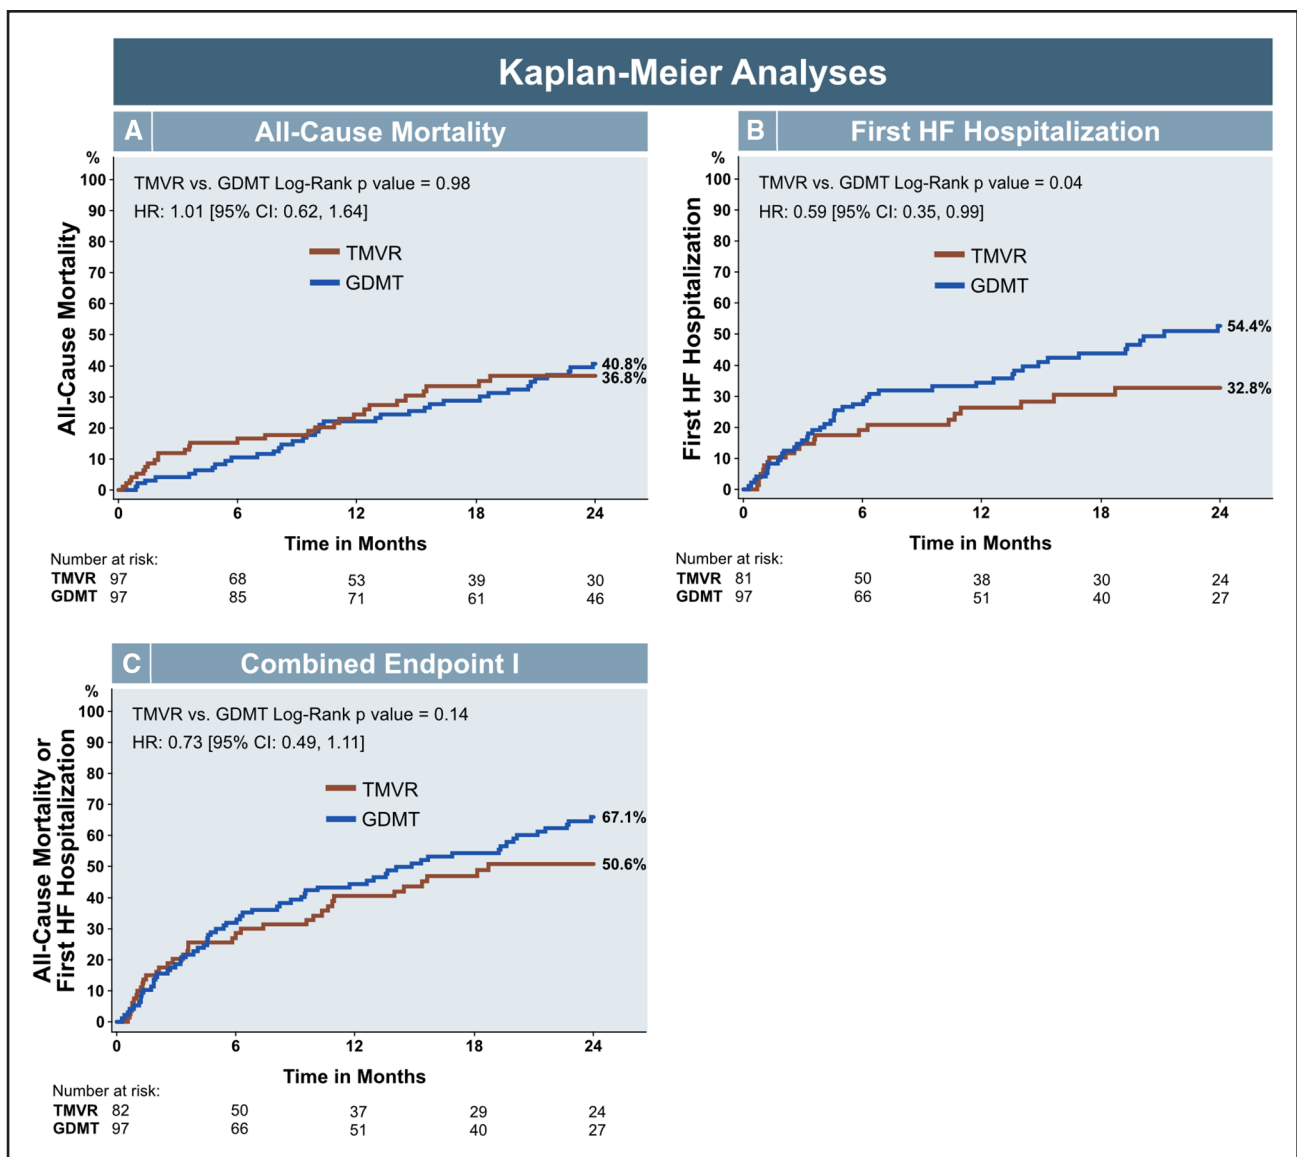 Kaplan-Meier Analyses
A All-Cause Mortality
%
All-Cause Mortality
100
90
80
70
60
50
40
30
20
10
0
TMVR vs. GDMT Log-Rank p value = 0.98
HR: 1.01 [95% CI: 0.62, 1.64]
TMVR
GDMT
40.8%
36.8%
0 6 12 18 24
Time in Months
Number at risk:
TMVR 97 68 53 39 30
GDMT 97 85 71 61 46
B First HF Hospitalization
%
First HF Hospitalization
100
90
80
70
60
50
40
30
20
10
0
TMVR vs. GDMT Log-Rank p value = 0.04
HR: 0.59 [95% CI: 0.35, 0.99]
TMVR
GDMT
54.4%
32.8%
0 6 12 18 24
Time in Months
Number at risk:
TMVR 81 50 38 30 24
GDMT 97 66 51 40 27
C Combined Endpoint I
%
All-Cause Mortality or
First HF Hospitalization
100
90
80
70
60
50
40
30
20
10
0
TMVR vs. GDMT Log-Rank p value = 0.14
HR: 0.73 [95% CI: 0.49, 1.11]
TMVR
GDMT
67.1%
50.6%
0 6 12 18 24
Time in Months
Number at risk:
TMVR 82 50 37 29 24
GDMT 97 66 51 40 27